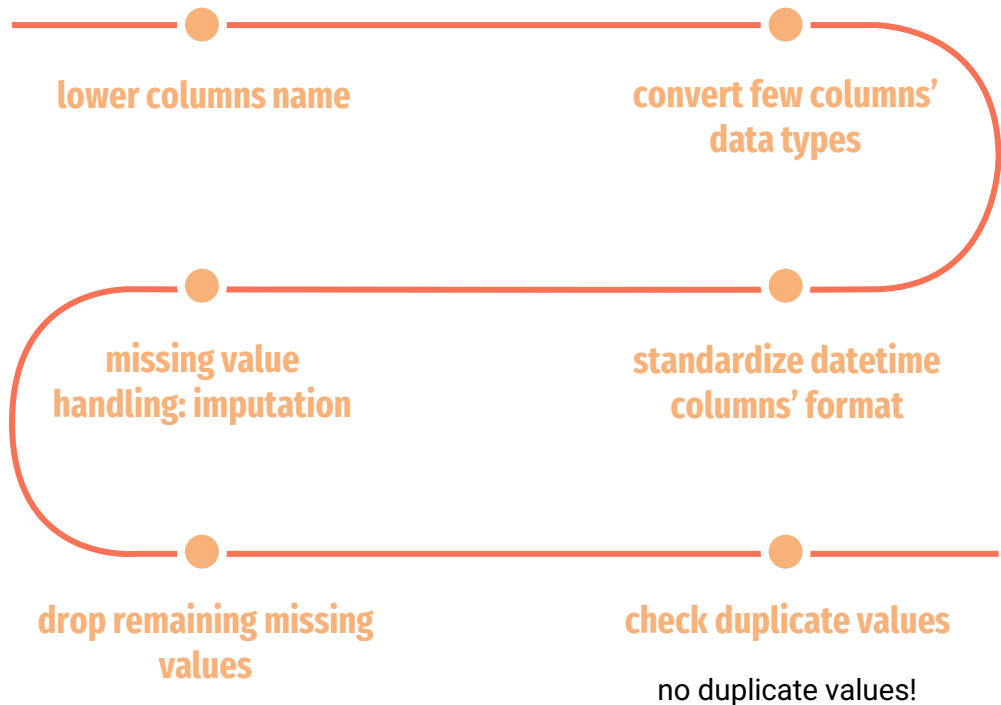 lower columns name
convert few columns’
data types
standardize datetime
columns’ format
missing value
handling: imputation
drop remaining missing
values
check duplicate values
no duplicate values!